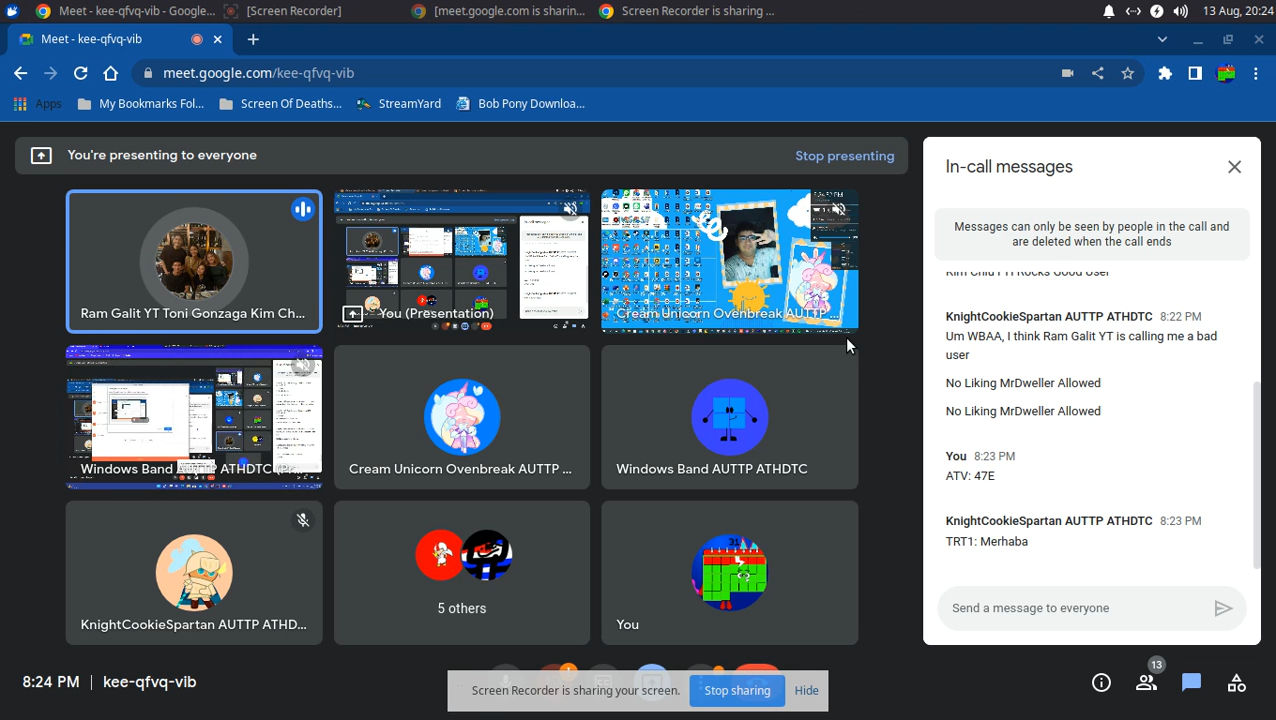 Meet - kee-qfvq-vib - Google...
[Screen Recorder]
[meet.google.com is sharin...
Screen Recorder is sharing ...
13 Aug, 20:24
Meet - kee-qfvq-vib
meet.google.com/kee-qfvq-vib
Apps
My Bookmarks Fol...
Screen Of Deaths...
StreamYard
Bob Pony Downloa...
You're presenting to everyone
Stop presenting
Ram Galit YT Toni Gonzaga Kim Ch...
You (Presentation)
Cream Unicorn Ovenbreak AUTTP ...
Windows Band AUTTP ATHDTC (Pr...
Cream Unicorn Ovenbreak AUTTP ...
Windows Band AUTTP ATHDTC
KnightCookieSpartan AUTTP ATHD...
5 others
31
You
In-call messages
Messages can only be seen by people in the call and
are deleted when the call ends
Kim Chiu FTI Rocks Good User
KnightCookieSpartan AUTTP ATHDTC 8:22 PM
Um WBAA, I think Ram Galit YT is calling me a bad
user
No Liking MrDweller Allowed
No Liking MrDweller Allowed
You 8:23 PM
ATV: 47E
KnightCookieSpartan AUTTP ATHDTC 8:23 PM
TRT1: Merhaba
Send a message to everyone
8:24 PM | kee-qfvq-vib
Screen Recorder is sharing your screen.
Stop sharing
Hide
13